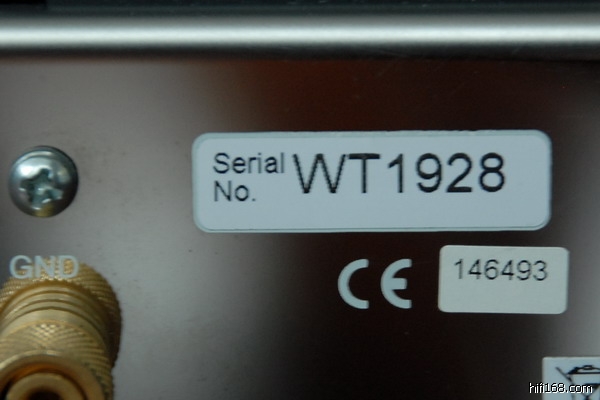 Serial
No. WT1928
GND
CE
146493
hifi168.com